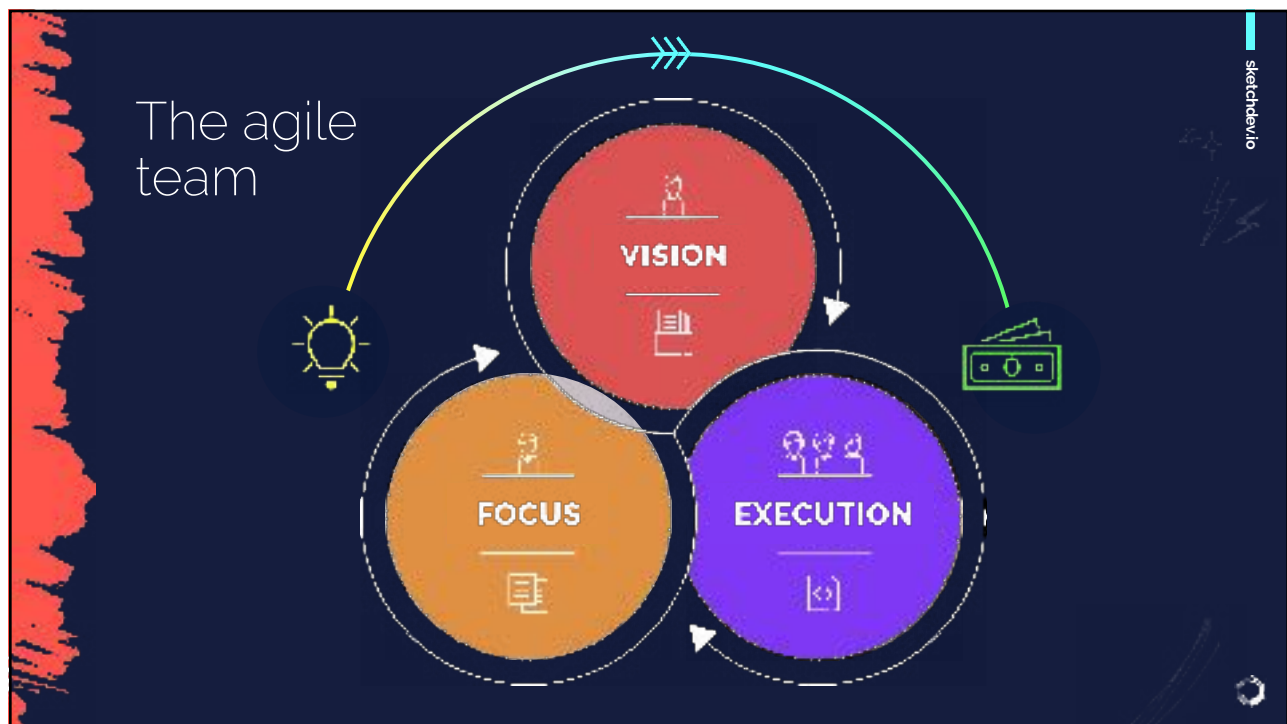 The agile
team
sketchdev.io
VISION
FOCUS
EXECUTION